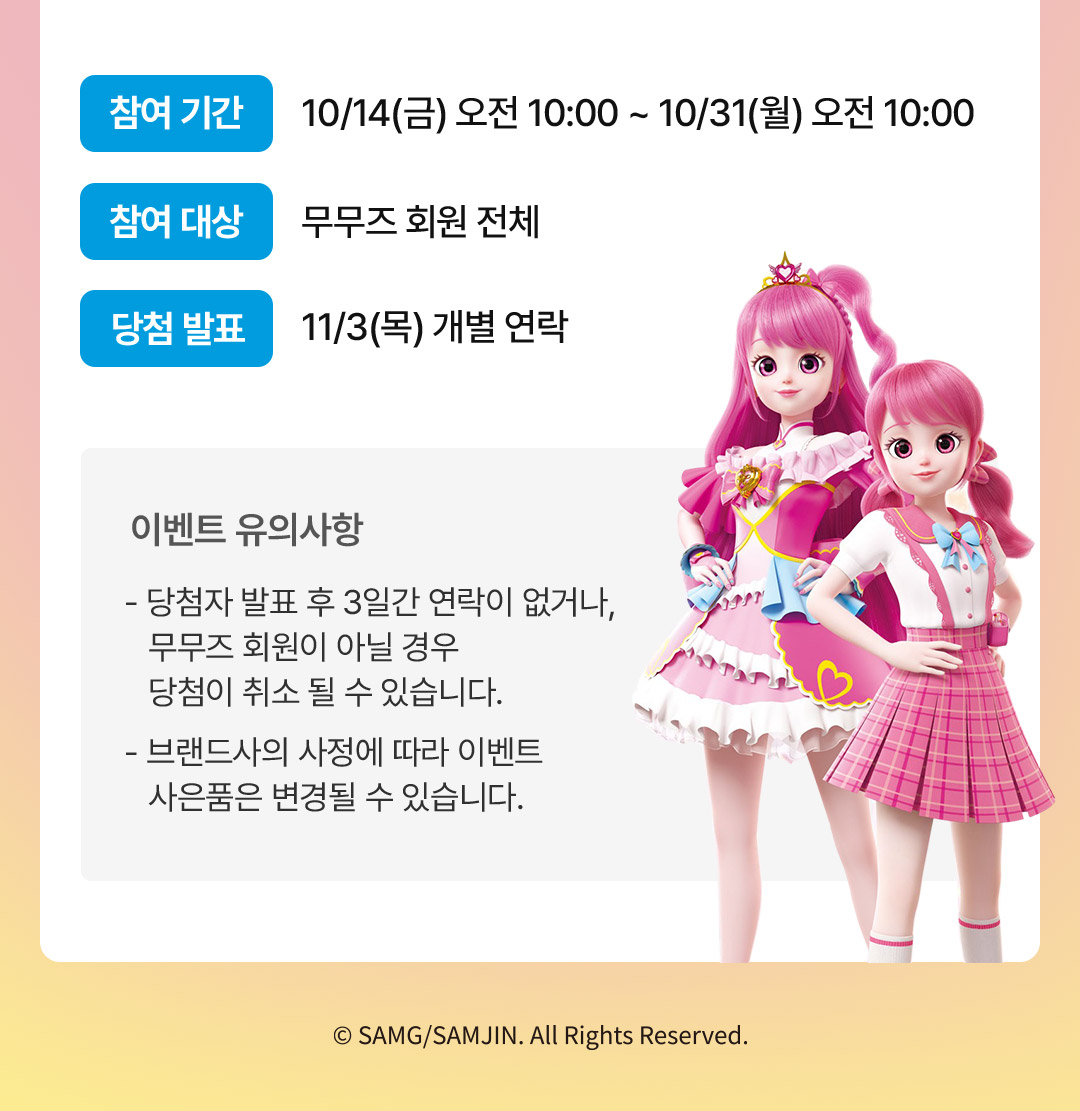 참여 기간 10/14(금) 오전 10:00 ~ 10/31(월) 오전 10:00
참여 대상 무무즈 회원 전체
당첨 발표 11/3(목) 개별 연락
이벤트 유의사항
- 당첨자 발표 후 3일간 연락이 없거나,
무무즈 회원이 아닐 경우
당첨이 취소 될 수 있습니다.
- 브랜드사의 사정에 따라 이벤트
사은품은 변경될 수 있습니다.
© SAMG/SAMJIN. All Rights Reserved.